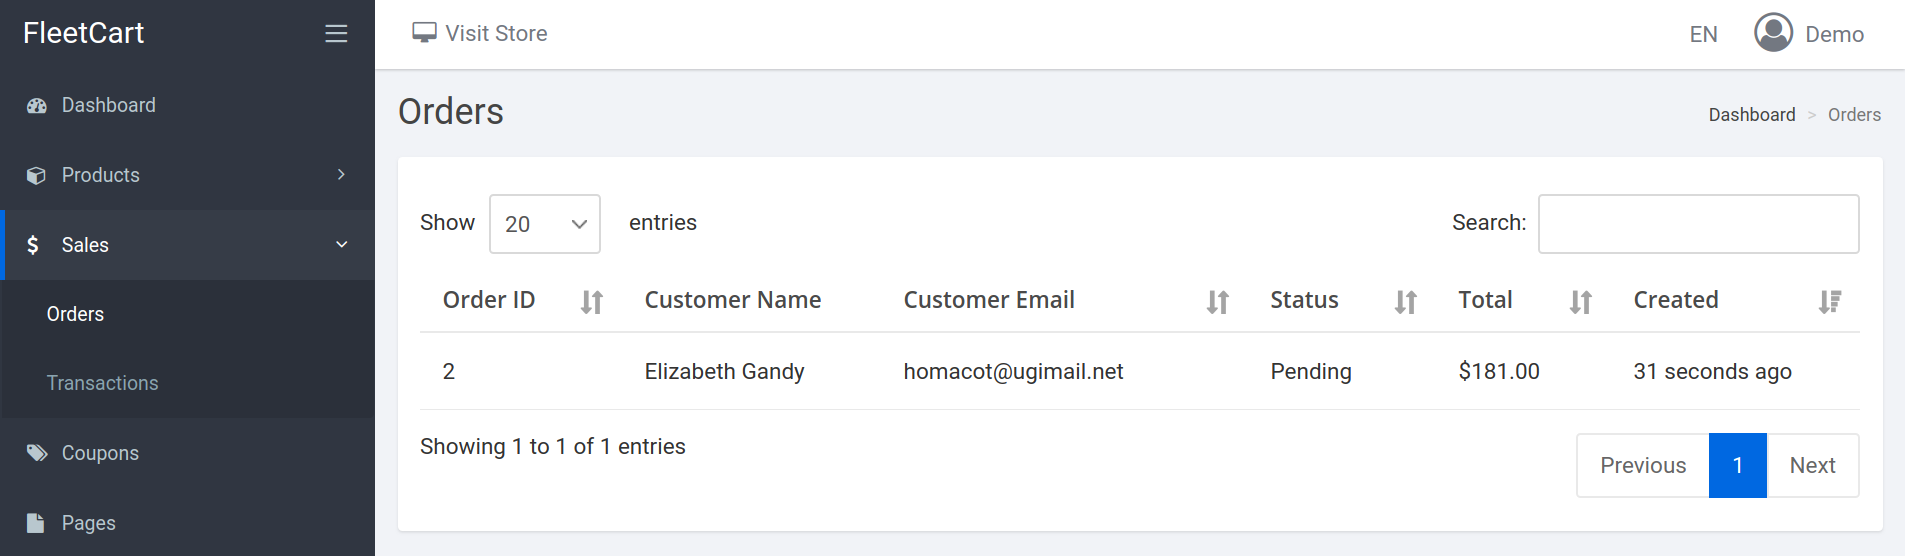 FleetCart
Visit Store
EN
Demo
Dashboard
Products
$ Sales
Orders
Transactions
Coupons
Pages
Orders
Dashboard > Orders
Show 20 entries
Search:
Order ID Customer Name Customer Email Status Total Created
2 Elizabeth Gandy homacot@ugimail.net Pending $181.00 31 seconds ago
Showing 1 to 1 of 1 entries
Previous 1 Next